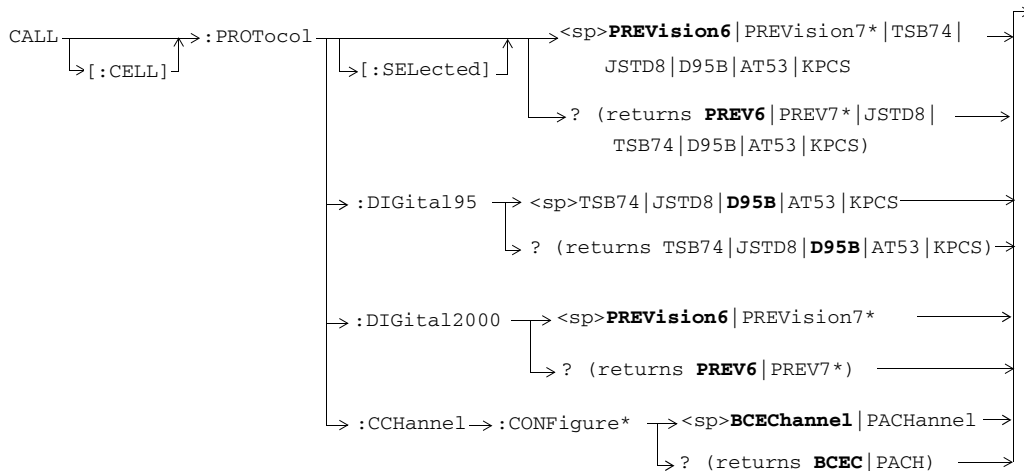 CALL :PROTocol <sp>PREVision6|PREVision7*|TSB74|
[:CELL] [:SELected] JSTD8|D95B|AT53|KPCS
? (returns PREV6|PREV7*|JSTD8|
TSB74|D95B|AT53|KPCS)
:DIGital95 <sp>TSB74|JSTD8|D95B|AT53|KPCS
? (returns TSB74|JSTD8|D95B|AT53|KPCS)
:DIGital2000 <sp>PREVision6|PREVision7*
? (returns PREV6|PREV7*)
:CCHannel :CONFigure* <sp>BCEChannel|PACHannel
? (returns BCEC|PACH)